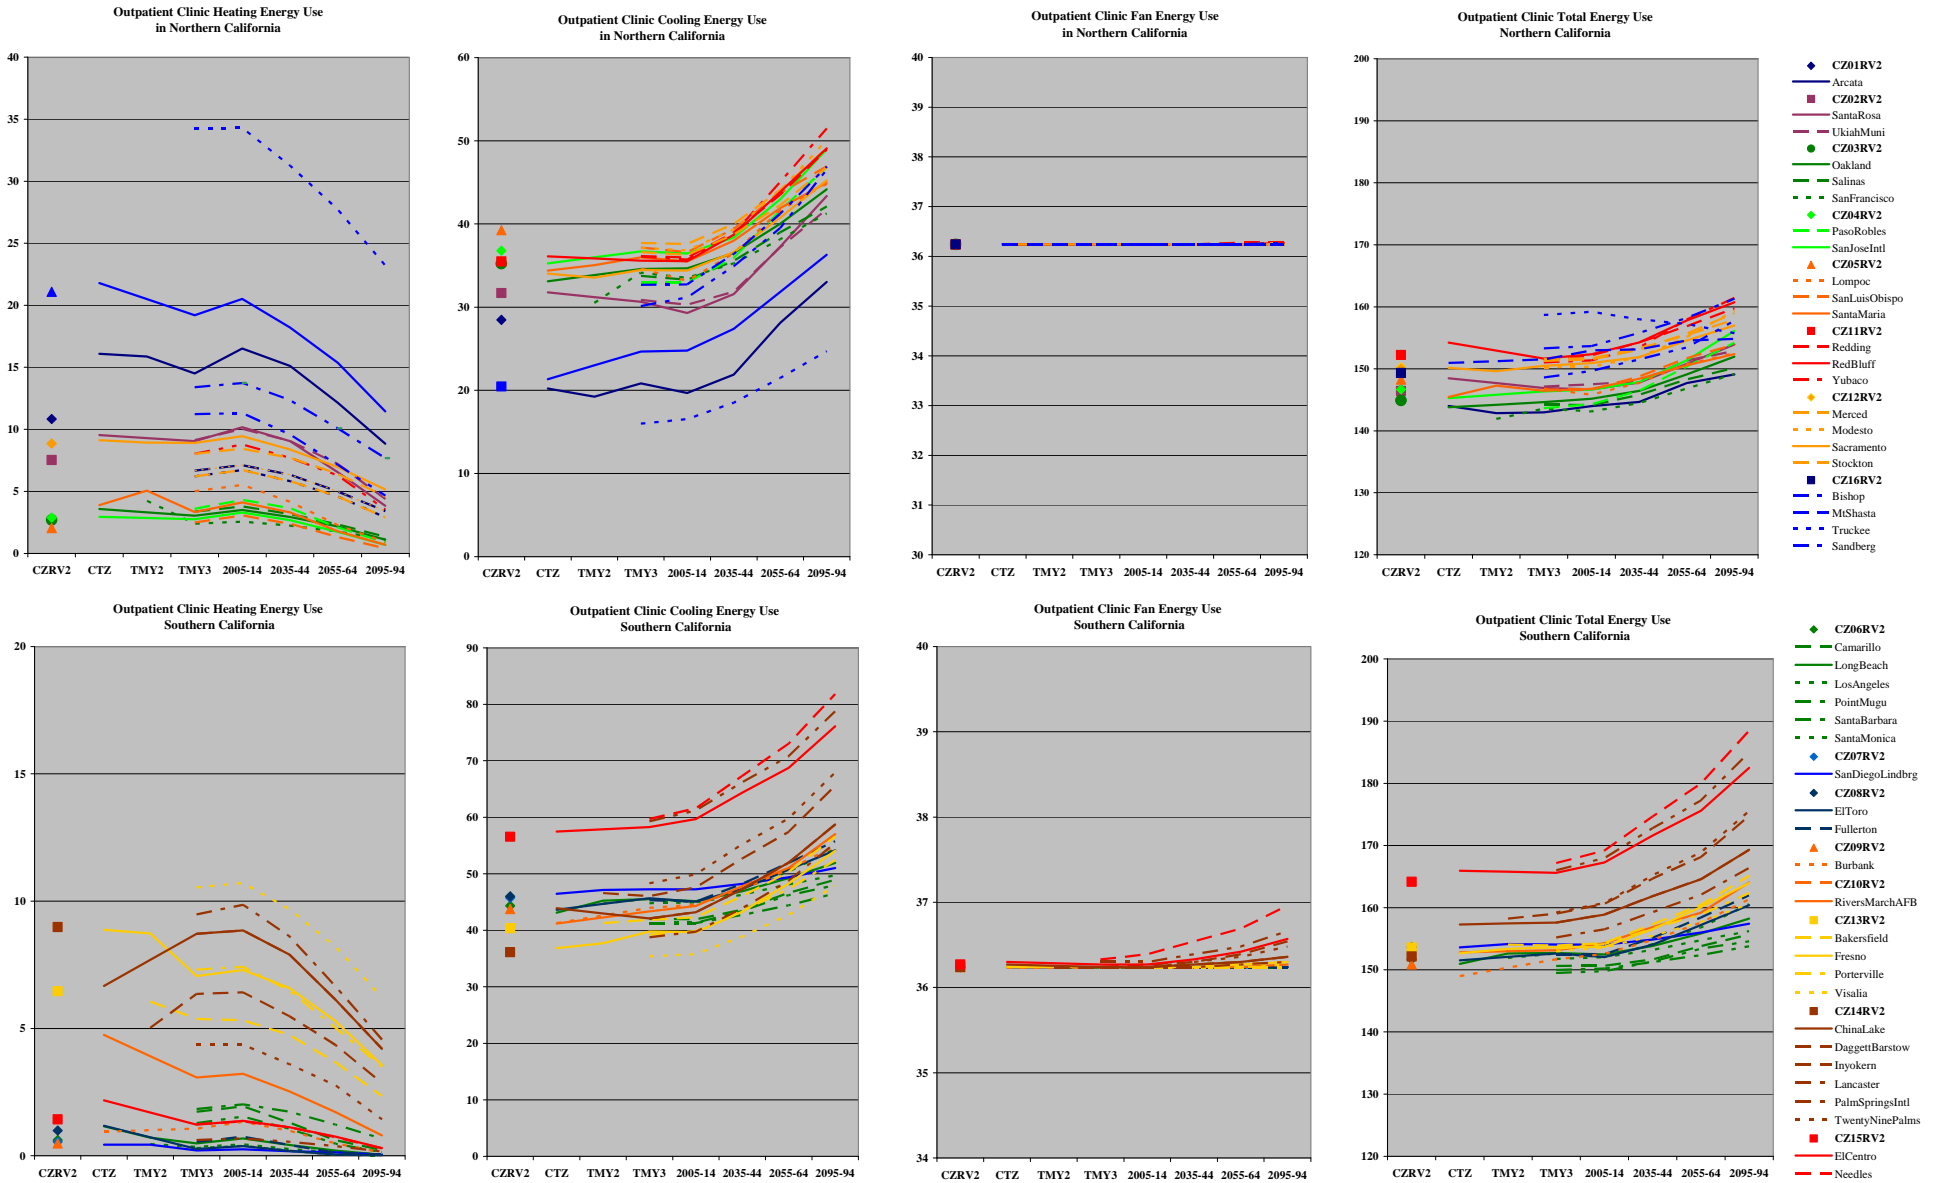 Outpatient Clinic Heating Energy Use
in Northern California
40
35
30
25
20
15
10
5
0
CZRV2 CTZ TMY2 TMY3 2005-14 2035-44 2055-64 2095-94
Outpatient Clinic Cooling Energy Use
in Northern California
60
50
40
30
20
10
0
CZRV2 CTZ TMY2 TMY3 2005-14 2035-44 2055-64 2095-94
Outpatient Clinic Fan Energy Use
in Northern California
40
39
38
37
36
35
34
33
32
31
30
CZRV2 CTZ TMY2 TMY3 2005-14 2035-44 2055-64 2095-94
Outpatient Clinic Total Energy Use
Northern California
200
190
180
170
160
150
140
130
120
CZRV2 CTZ TMY2 TMY3 2005-14 2035-44 2055-64 2095-94
CZ01RV2
Arcata
CZ02RV2
SantaRosa
UkiahMuni
CZ03RV2
Oakland
Salinas
SanFrancisco
CZ04RV2
PasoRobles
SanJoseIntl
CZ05RV2
Lompoc
SanLuisObispo
SantaMaria
CZ11RV2
Redding
RedBluff
Yubaco
CZ12RV2
Merced
Modesto
Sacramento
Stockton
CZ16RV2
Bishop
MtShasta
Truckee
Sandberg
Outpatient Clinic Heating Energy Use
Southern California
20
15
10
5
0
CZRV2 CTZ TMY2 TMY3 2005-14 2035-44 2055-64 2095-94
Outpatient Clinic Cooling Energy Use
Southern California
90
80
70
60
50
40
30
20
10
0
CZRV2 CTZ TMY2 TMY3 2005-14 2035-44 2055-64 2095-94
Outpatient Clinic Fan Energy Use
Southern California
40
39
38
37
36
35
34
CZRV2 CTZ TMY2 TMY3 2005-14 2035-44 2055-64 2095-94
Outpatient Clinic Total Energy Use
Southern California
200
190
180
170
160
150
140
130
120
CZRV2 CTZ TMY2 TMY3 2005-14 2035-44 2055-64 2095-94
CZ06RV2
Camarillo
LongBeach
LosAngeles
PointMugu
SantaBarbara
SantaMonica
CZ07RV2
SanDiegoLindbrg
CZ08RV2
ElToro
Fullerton
CZ09RV2
Burbank
CZ10RV2
RiversMarchAFB
CZ13RV2
Bakersfield
Fresno
Porterville
Visalia
CZ14RV2
ChinaLake
DaggettBarstow
Inyokern
Lancaster
PalmSpringsIntl
TwentyNinePalms
CZ15RV2
ElCentro
Needles